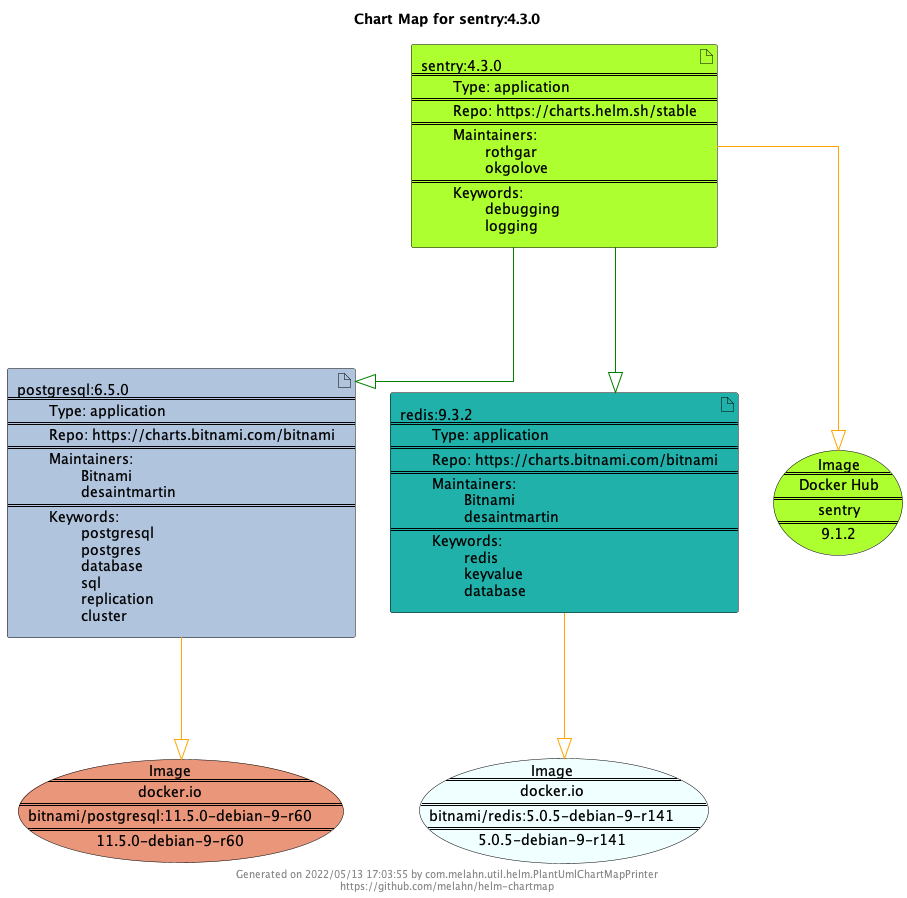 Chart Map for sentry:4.3.0
sentry:4.3.0
Type: application
Repo: https://charts.helm.sh/stable
Maintainers:
rothgar
okgolove
Keywords:
debugging
logging
postgresql:6.5.0
Type: application
Repo: https://charts.bitnami.com/bitnami
Maintainers:
Bitnami
desaintmartin
Keywords:
postgresql
postgres
database
sql
replication
cluster
redis:9.3.2
Type: application
Repo: https://charts.bitnami.com/bitnami
Maintainers:
Bitnami
desaintmartin
Keywords:
redis
keyvalue
database
Image
Docker Hub
sentry
9.1.2
Image
docker.io
bitnami/postgresql:11.5.0-debian-9-r60
11.5.0-debian-9-r60
Image
docker.io
bitnami/redis:5.0.5-debian-9-r141
5.0.5-debian-9-r141
Generated on 2022/05/13 17:03:55 by com.melahn.util.helm.PlantUmlChartMapPrinter
https://github.com/melahn/helm-chartmap